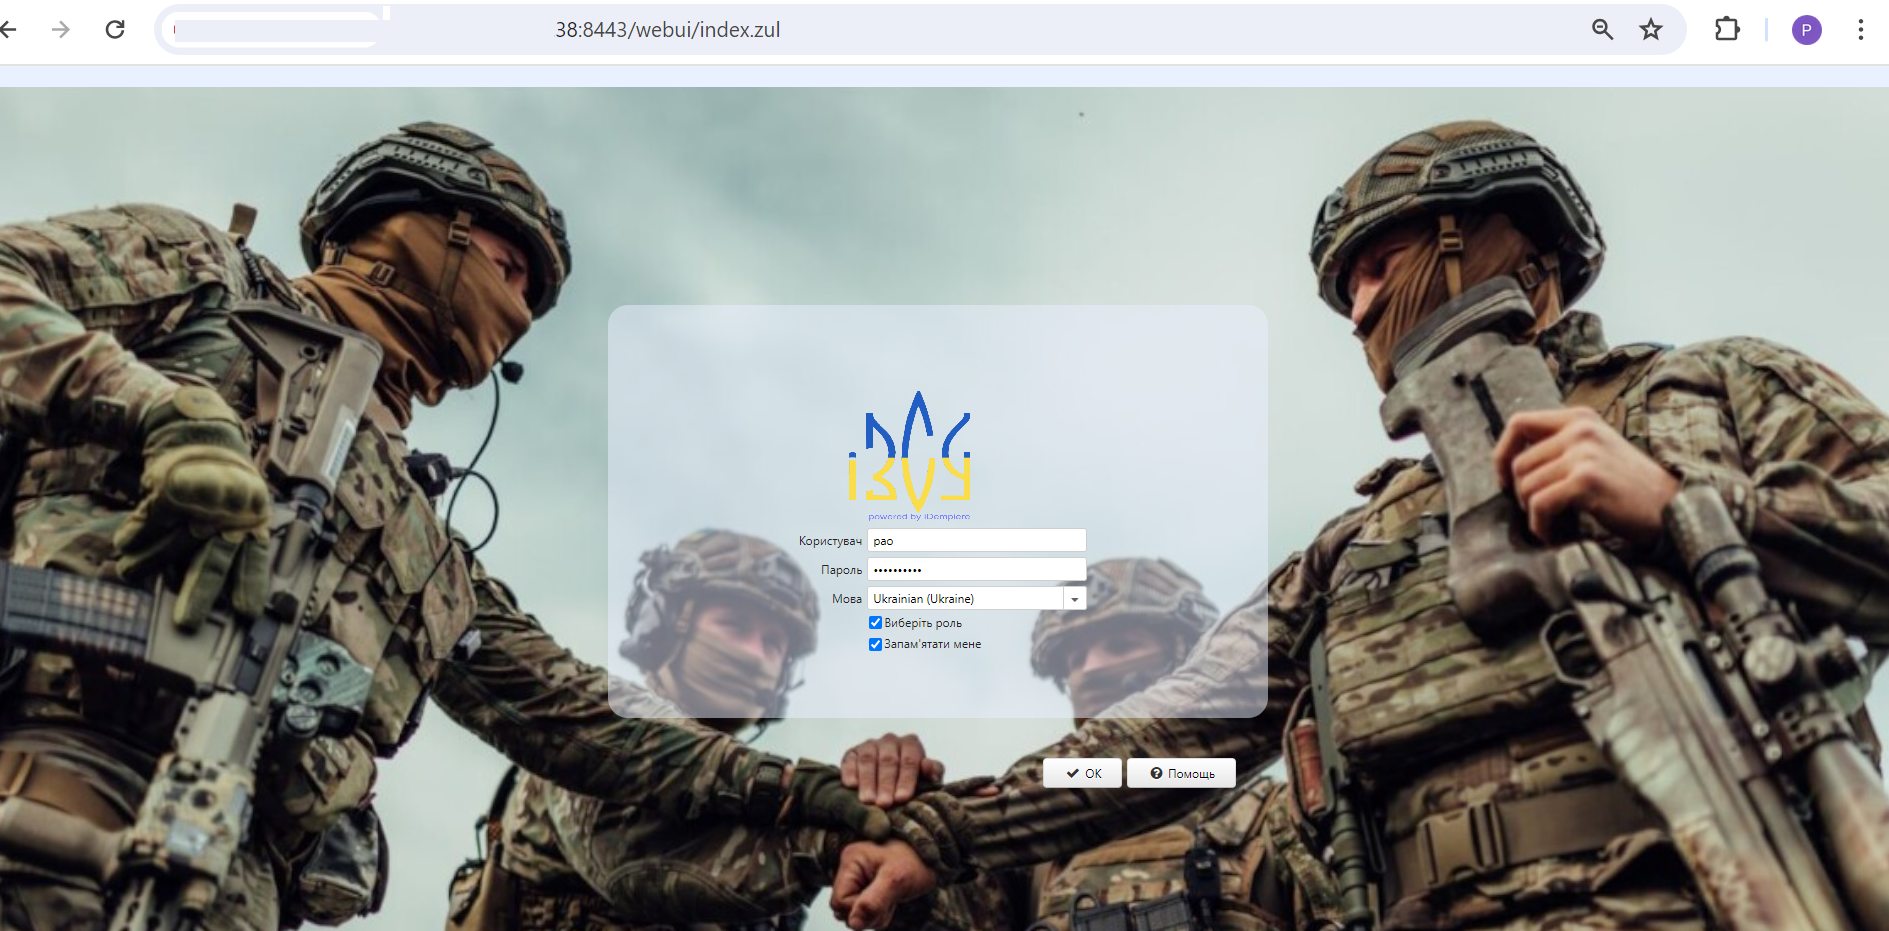 38:8443/webui/index.zul
P
ізуу
powered by iDempiere
Користувач pao
Пароль ••••••••••
Мова Ukrainian (Ukraine)
Виберіть роль
Запам'ятати мене
OK
Помощь